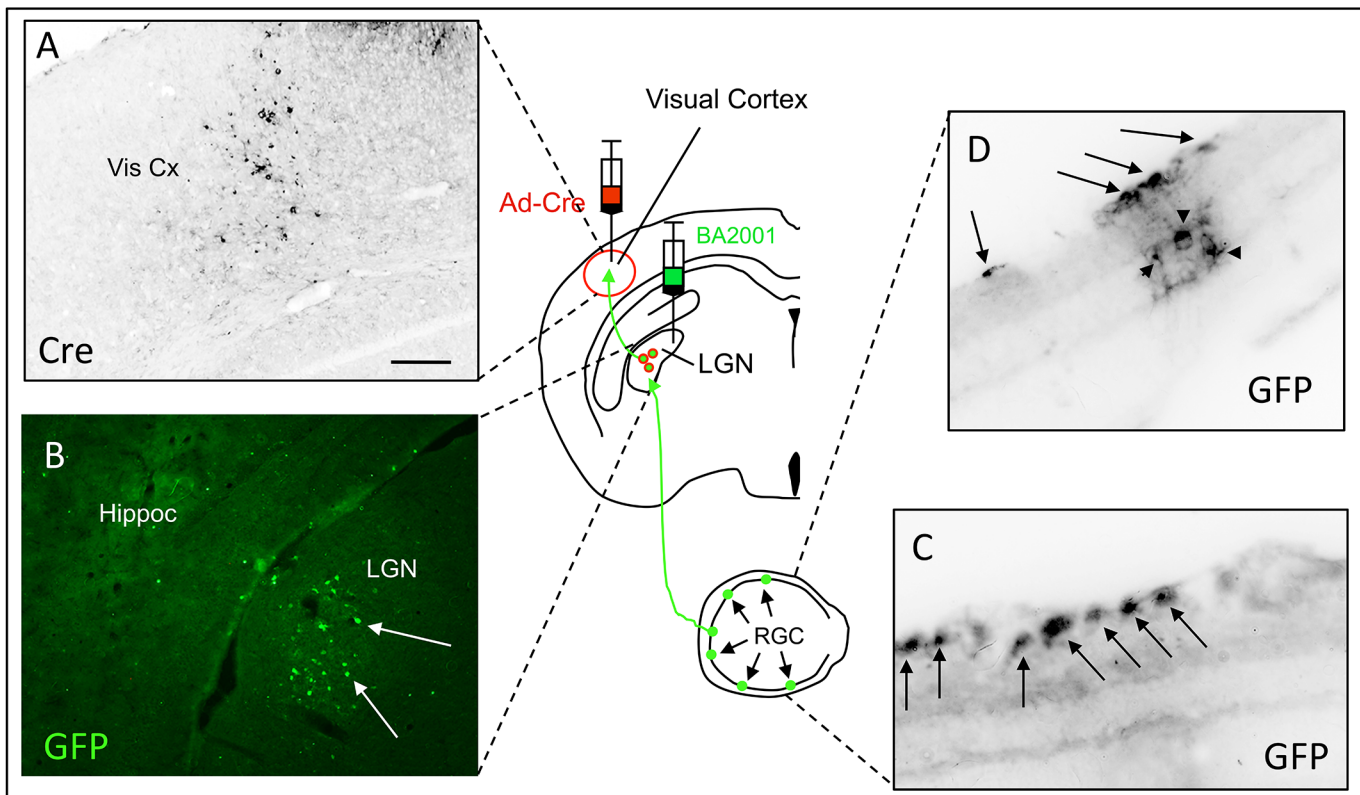 A
Vis Cx
Cre
Visual Cortex
Ad-Cre
BA2001
LGN
RGC
B
Hippoc
LGN
GFP
D
GFP
C
GFP